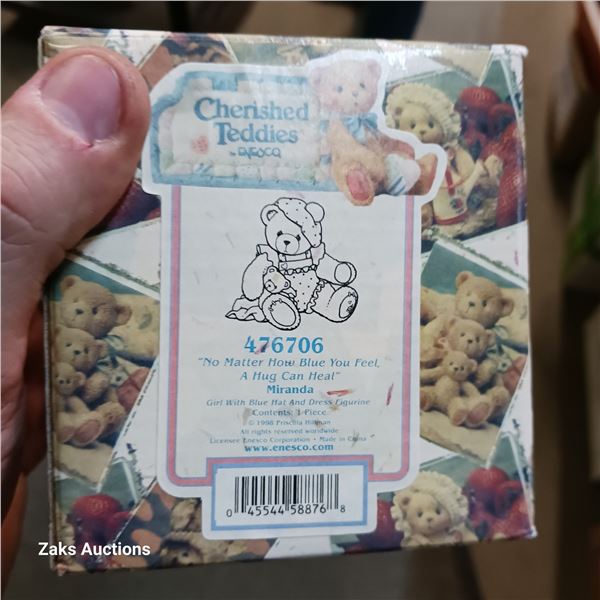 Cherished
Teddies
by ENESCO
476706
"No Matter How Blue You Feel,
A Hug Can Heal"
Miranda
Girl With Blue Hat And Dress Figurine
Contents: 1 Piece
© 1998 Priscilla Hillman
All rights reserved worldwide
Licensee Enesco Corporation • Made in China
www.enesco.com
0 45544 58876 8
Zaks Auctions